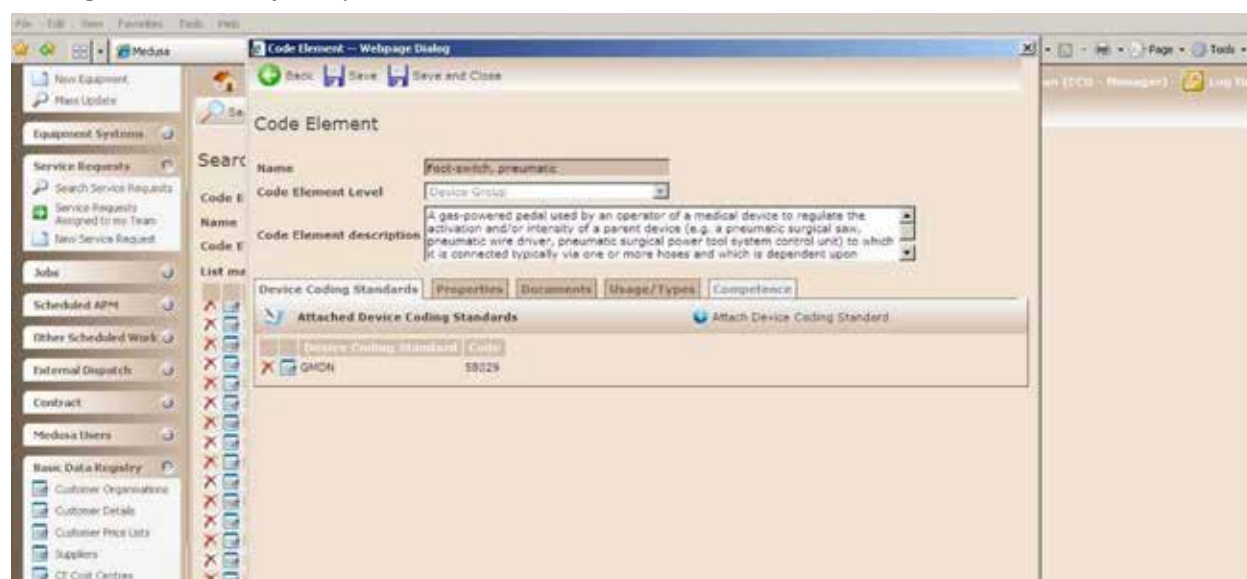 File Edit View Favorites Tools Help
Medusa
Code Element -- Webpage Dialog
Page
Tools
New Equipment
Mass Update
Back Save Save and Close
(ECG - Manager)
Equipment Systems
Code Element
Service Requests
Search Service Requests
Service Requests
Assigned to my Team
New Service Request
Searc
Code E
Name
Code E
List ma
Name Foot-switch, pneumatic
Code Element Level Device Group
Code Element description
A gas-powered pedal used by an operator of a medical device to regulate the
activation and/or intensity of a parent device (e.g. a pneumatic surgical saw,
pneumatic wire driver, pneumatic surgical power tool system control unit) to which
it is connected typically via one or more hoses and which is dependent upon
Jobs
Device Coding Standards Properties Documents Usage/Types Competence
Scheduled APM
Attached Device Coding Standards Attach Device Coding Standard
Other Scheduled Work
Device Coding Standard Code
External Dispatch
GMDN 58029
Contract
Medusa Users
Basic Data Registry
Customer Organisations
Customer Details
Customer Price Lists
Suppliers
CT Cost Centres